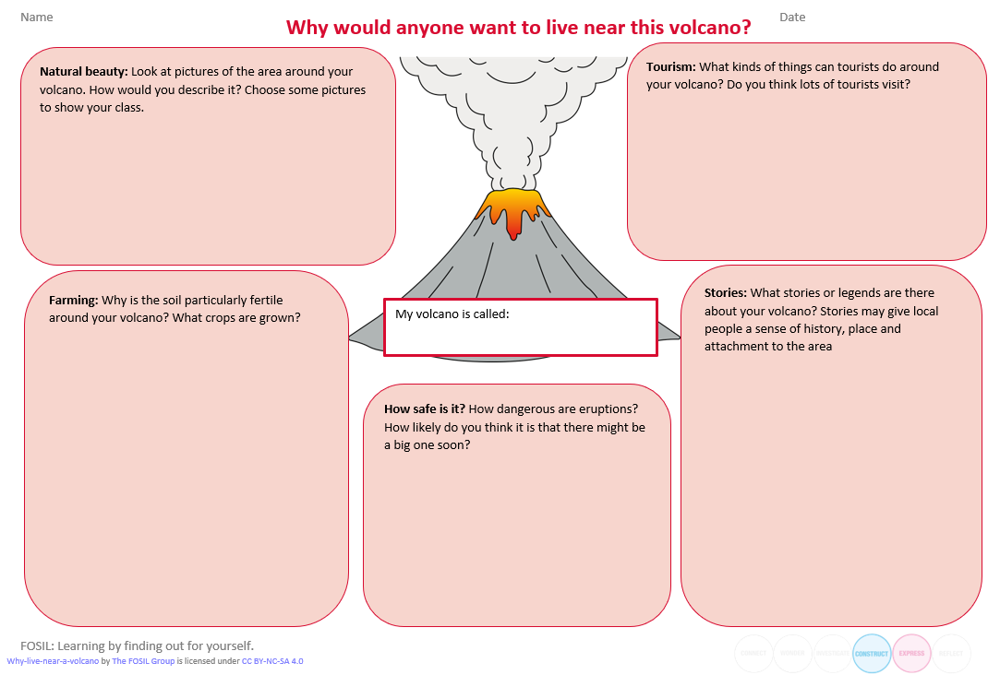 Name
Date
Why would anyone want to live near this volcano?
Natural beauty: Look at pictures of the area around your
volcano. How would you describe it? Choose some pictures
to show your class.
Tourism: What kinds of things can tourists do around
your volcano? Do you think lots of tourists visit?
Farming: Why is the soil particularly fertile
around your volcano? What crops are grown?
My volcano is called:
Stories: What stories or legends are there
about your volcano? Stories may give local
people a sense of history, place and
attachment to the area
How safe is it? How dangerous are eruptions?
How likely do you think it is that there might be
a big one soon?
FOSIL: Learning by finding out for yourself.
Why-live-near-a-volcano by The FOSIL Group is licensed under CC BY-NC-SA 4.0
CONNECT
WONDER
CONSTRUCT
EXPRESS
REFLECT